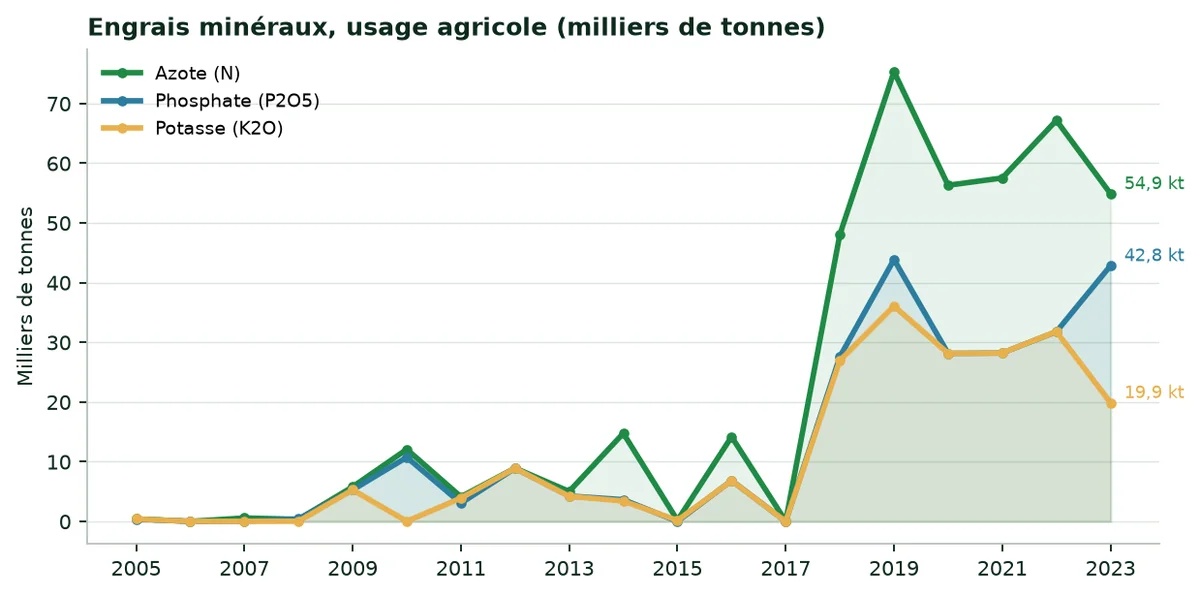 Engrais minéraux, usage agricole (milliers de tonnes)
Azote (N)
Phosphate (P2O5)
Potasse (K2O)
Milliers de tonnes
70
60
50
40
30
20
10
0
54,9 kt
42,8 kt
19,9 kt
2005
2007
2009
2011
2013
2015
2017
2019
2021
2023